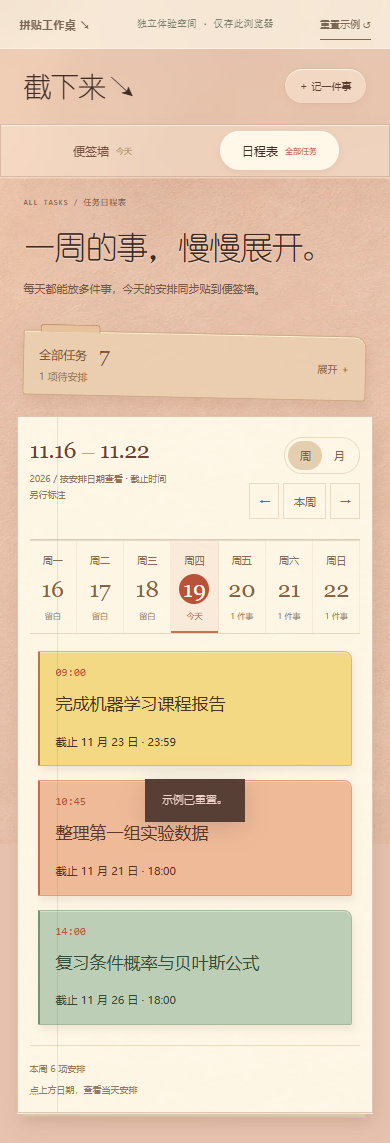 拼贴工作桌 ↘
独立体验空间 · 仅存此浏览器
重置示例 ↺
截下来 ↘
+ 记一件事
便签墙 今天
日程表 全部任务
ALL TASKS / 任务日程表
一周的事，慢慢展开。
每天都能放多件事，今天的安排同步贴到便签墙。
全部任务 7
1 项待安排
展开 +
11.16 — 11.22
周 月
2026 / 按安排日期查看 · 截止时间
另行标注
← 本周 →
周一 周二 周三 周四 周五 周六 周日
16 17 18 19 20 21 22
留白 留白 留白 今天 1 件事 1 件事 1 件事
09:00
完成机器学习课程报告
截止 11 月 23 日 · 23:59
示例已重置。
10:45
整理第一组实验数据
截止 11 月 21 日 · 18:00
14:00
复习条件概率与贝叶斯公式
截止 11 月 26 日 · 18:00
本周 6 项安排
点上方日期，查看当天安排